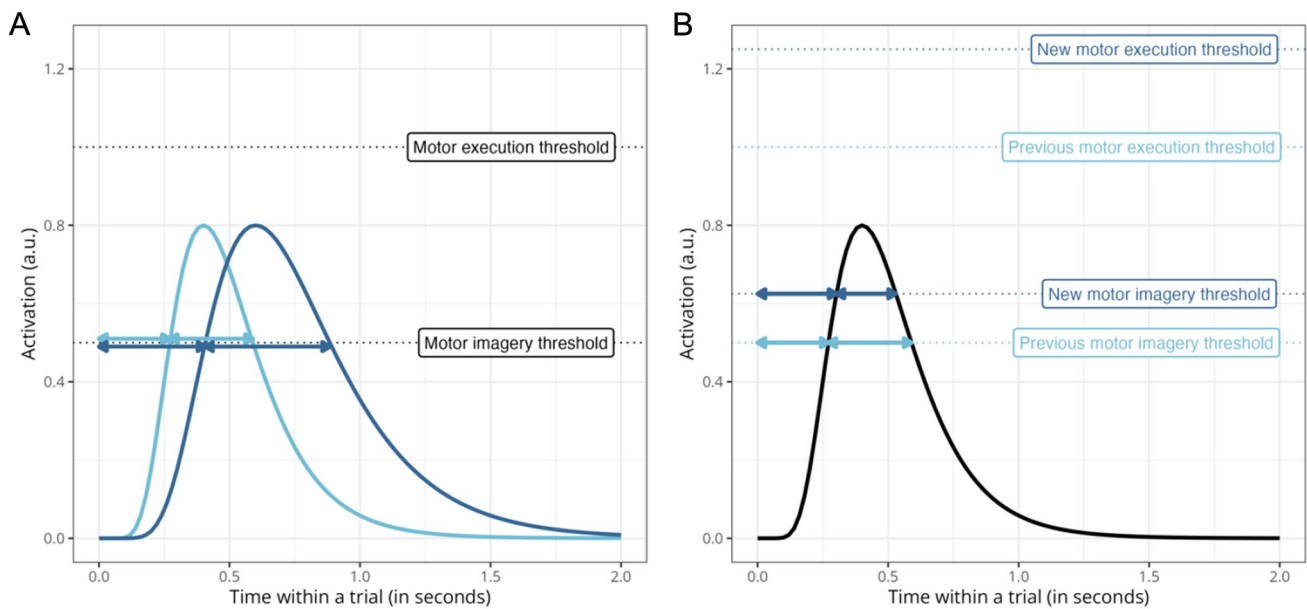 A
1.2
0.8
0.4
0.0
Activation (a.u.)
Motor execution threshold
Motor imagery threshold
0.0 0.5 1.0 1.5 2.0
Time within a trial (in seconds)
B
1.2
0.8
0.4
0.0
Activation (a.u.)
New motor execution threshold
Previous motor execution threshold
New motor imagery threshold
Previous motor imagery threshold
0.0 0.5 1.0 1.5 2.0
Time within a trial (in seconds)